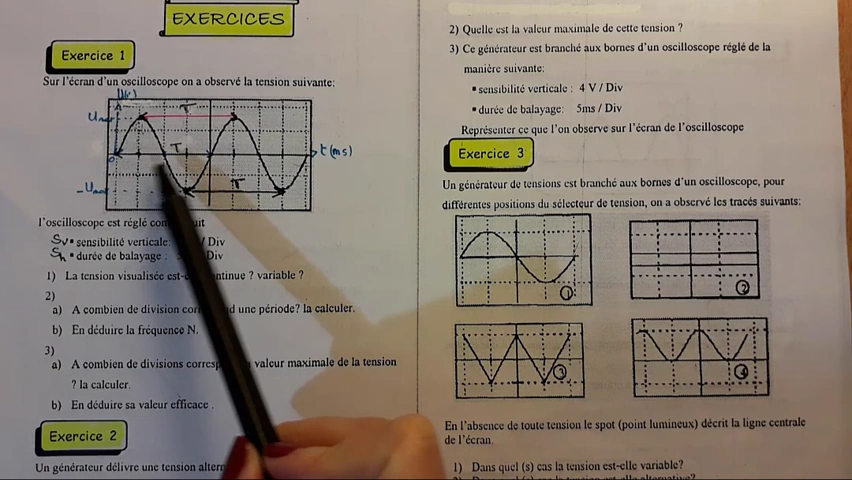 EXERCICES
Exercice 1
Sur l'écran d'un oscilloscope on a observé la tension suivante:
U(t)
Umax
T
T
t (ms)
0
-Umax
T
l'oscilloscope est réglé
Sv ▪ sensibilité verticale: / Div
Sh ▪ durée de balayage : Div
1) La tension visualisée continue ? variable ?
2)
a) A combien de division une période? la calculer.
b) En déduire la fréquence N.
3)
a) A combien de divisions valeur maximale de la tension
? la calculer.
b) En déduire sa valeur efficace .
Exercice 2
Un générateur délivre une tension
2) Quelle est la valeur maximale de cette tension ?
3) Ce générateur est branché aux bornes d'un oscilloscope réglé de la
manière suivante:
▪ sensibilité verticale : 4 V / Div
▪ durée de balayage: 5ms / Div
Représenter ce que l'on observe sur l'écran de l'oscilloscope
Exercice 3
Un générateur de tensions est branché aux bornes d'un oscilloscope, pour
différentes positions du sélecteur de tension, on a observé les tracés suivants:
1
2
3
4
En l'absence de toute tension le spot (point lumineux) décrit la ligne centrale
de l'écran.
1) Dans quel (s) cas la tension est-elle variable?